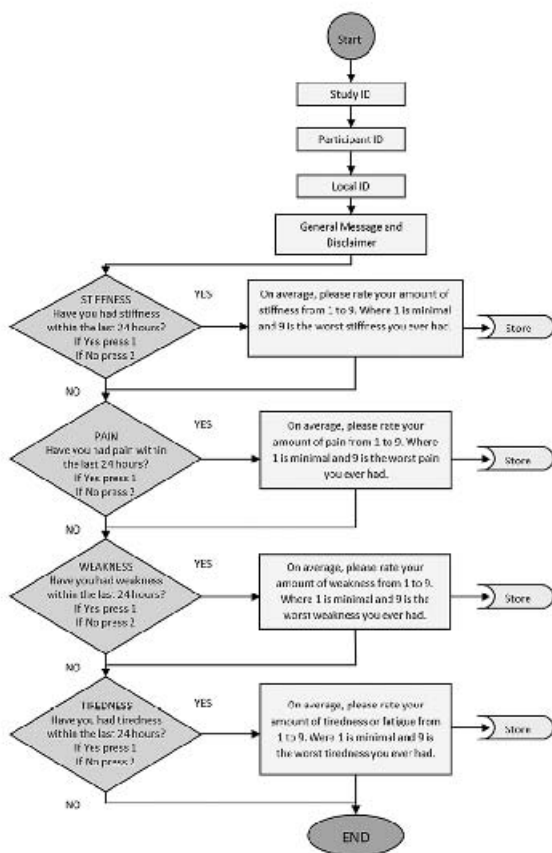 Start
Study ID
Participant ID
Local ID
General Message and
Disclaimer
STIFFNESS
Have you had stiffness
within the last 24 hours?
If Yes press 1
If No press 2
YES
On average, please rate your amount of
stiffness from 1 to 9. Where 1 is minimal
and 9 is the worst stiffness you ever had.
Store
NO
PAIN
Have you had pain within
the last 24 hours?
If Yes press 1
If No press 2
YES
On average, please rate your
amount of pain from 1 to 9. Where
1 is minimal and 9 is the worst pain
you ever had.
Store
NO
WEAKNESS
Have you had weakness
within the last 24 hours?
If Yes press 1
If No press 2
YES
On average, please rate your
amount of weakness from 1 to 9.
Where 1 is minimal and 9 is the
worst weakness you ever had.
Store
NO
TIREDNESS
Have you had tiredness
within the last 24 hours?
If Yes press 1
If No press 2
YES
On average, please rate your
amount of tiredness or fatigue from
1 to 9. Were 1 is minimal and 9 is
the worst tiredness you ever had.
Store
NO
END